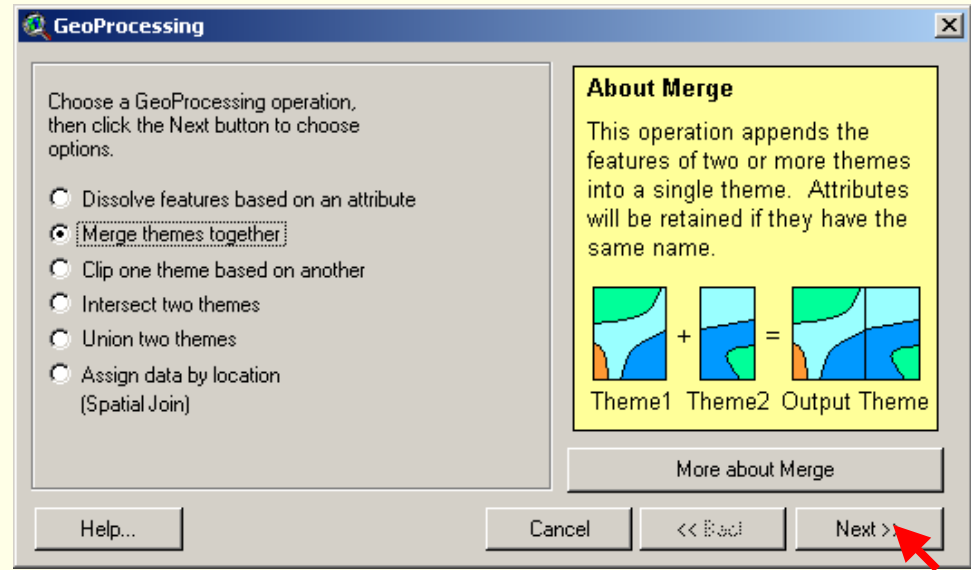 GeoProcessing
Choose a GeoProcessing operation,
then click the Next button to choose
options.
Dissolve features based on an attribute
Merge themes together
Clip one theme based on another
Intersect two themes
Union two themes
Assign data by location
(Spatial Join)
About Merge
This operation appends the
features of two or more themes
into a single theme. Attributes
will be retained if they have the
same name.
+ =
Theme1 Theme2 Output Theme
More about Merge
Help...
Cancel
<< Back
Next >